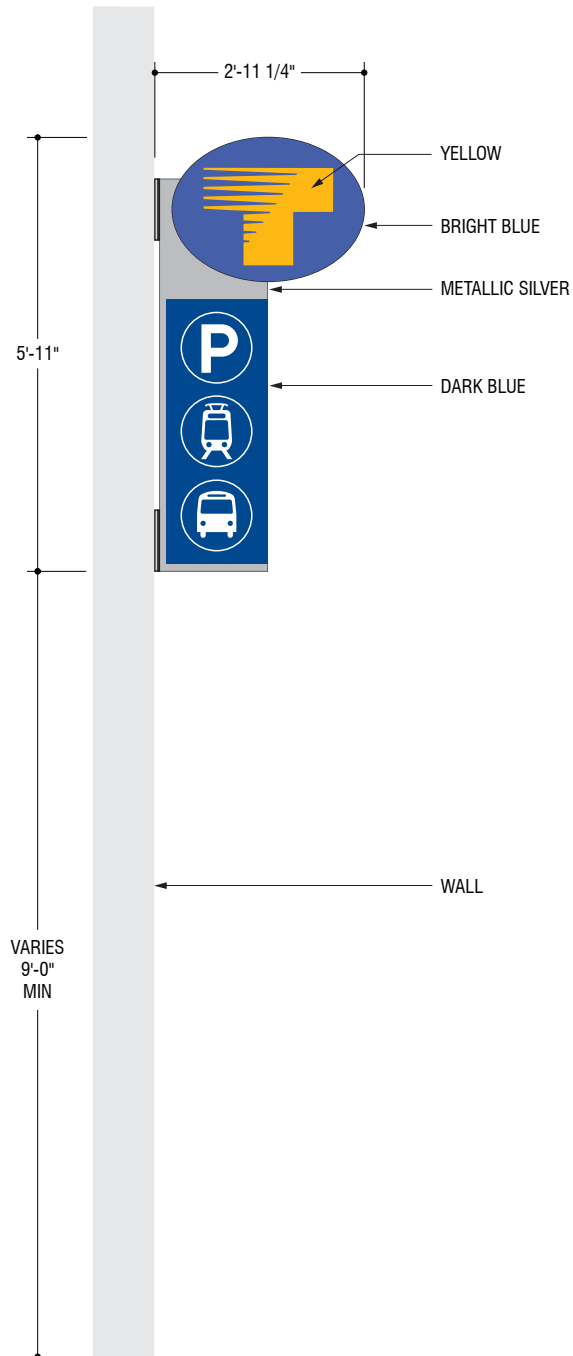 2'-11 1/4"
YELLOW
BRIGHT BLUE
METALLIC SILVER
5'-11"
P
DARK BLUE
WALL
VARIES
9'-0"
MIN